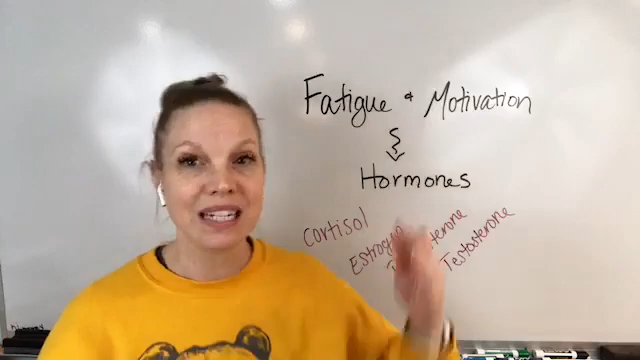 Fatigue + Motivation
Hormones
Cortisol
Testosterone